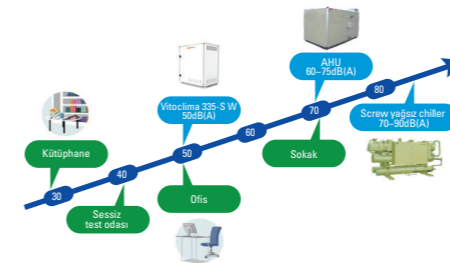 AHU
60–75dB(A)
80
Vitoclima 335-S W
50dB(A)
70
Screw yağsız chiller
70–90dB(A)
60
Kütüphane
50
Sokak
40
30
Ofis
Sessiz
test odası